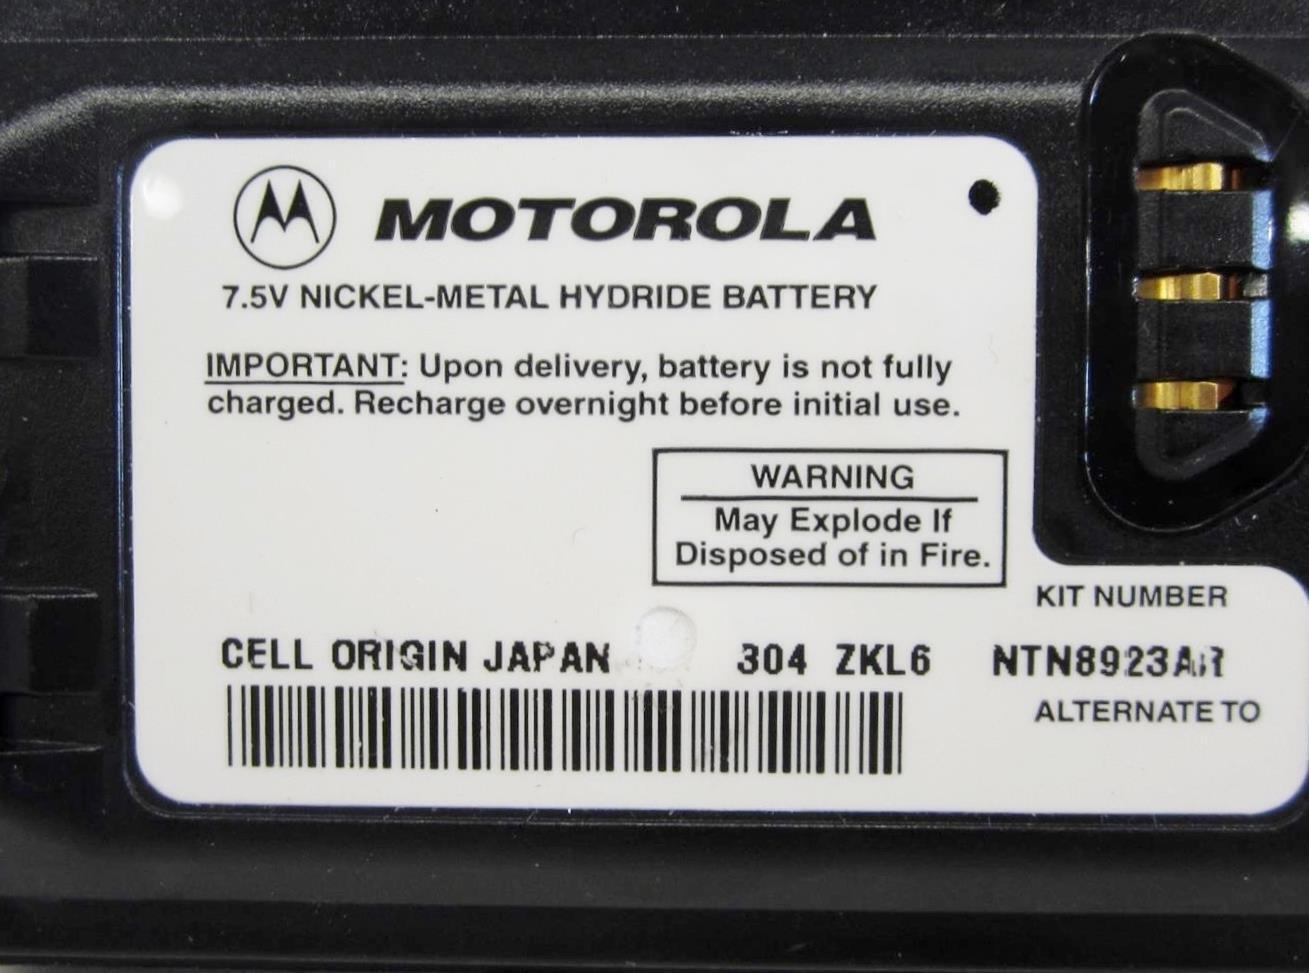 MOTOROLA
7.5V NICKEL-METAL HYDRIDE BATTERY
IMPORTANT: Upon delivery, battery is not fully
charged. Recharge overnight before initial use.
WARNING
May Explode If
Disposed of in Fire.
KIT NUMBER
CELL ORIGIN JAPAN 304 ZKL6 NTN8923AR
ALTERNATE TO